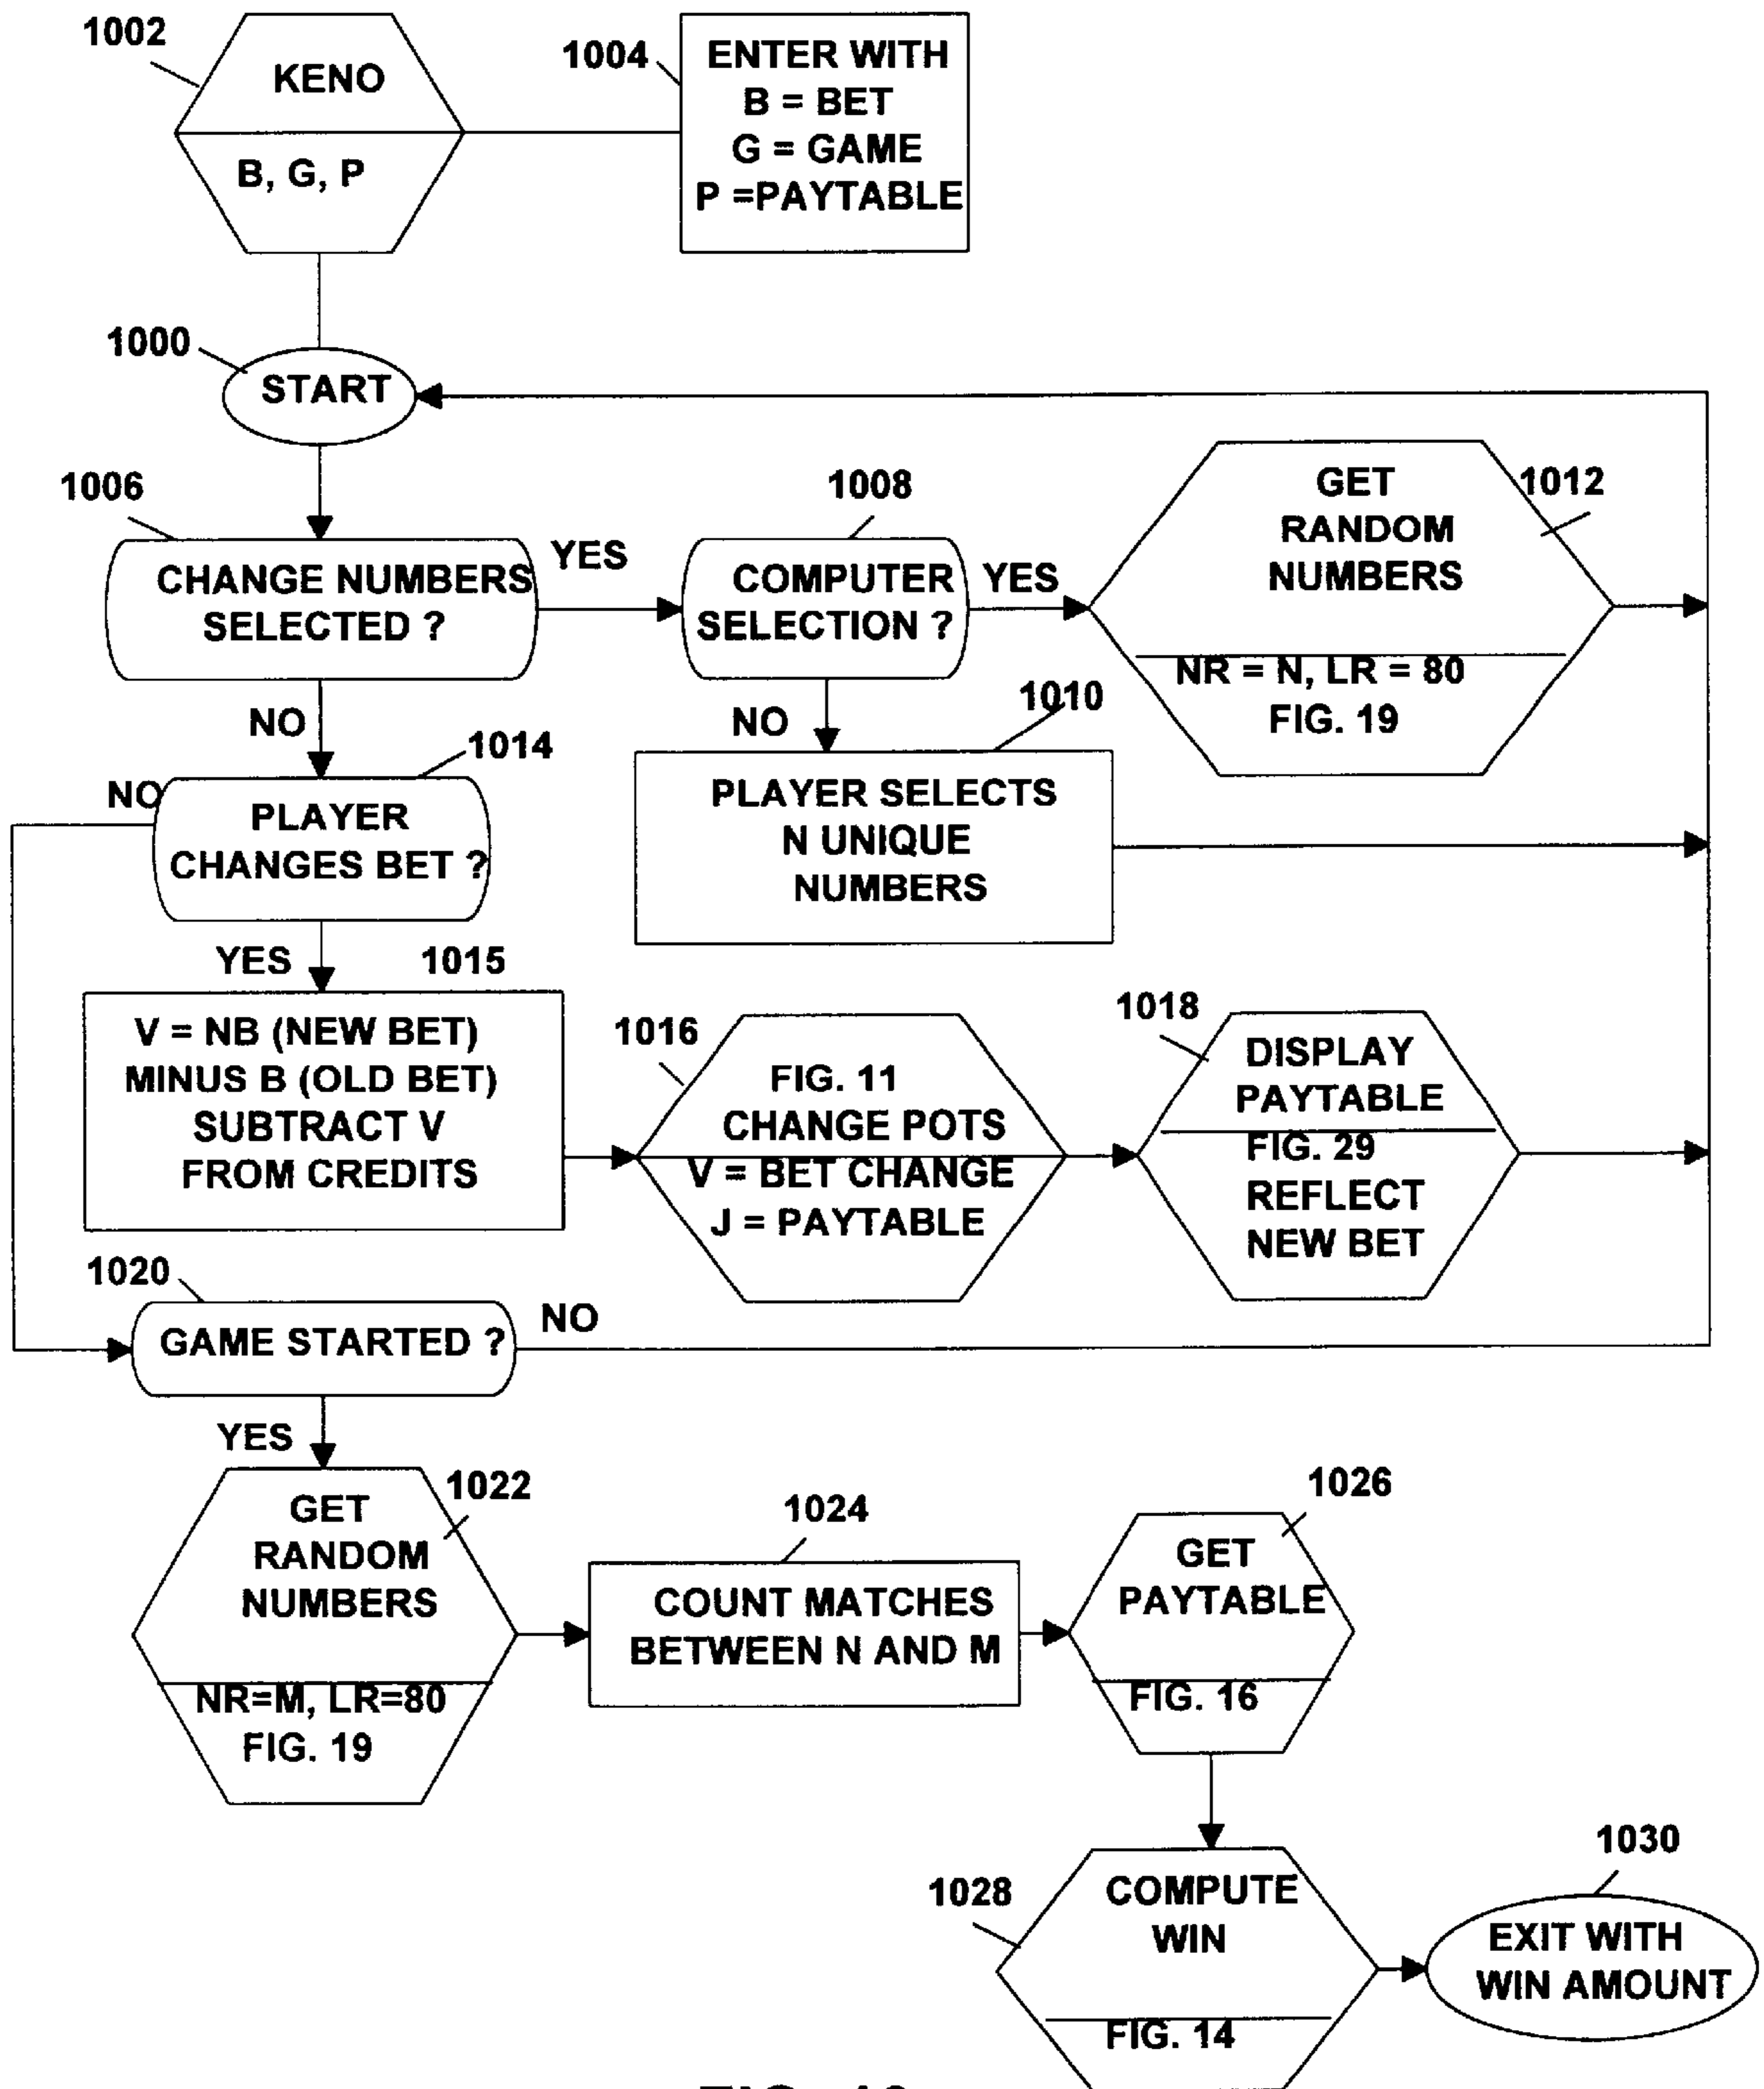 1002
KENO
B, G, P
1004
ENTER WITH
B = BET
G = GAME
P =PAYTABLE
1000
START
1006
CHANGE NUMBERS
SELECTED ?
YES
NO
1008
COMPUTER
SELECTION ?
YES
NO
1012
GET
RANDOM
NUMBERS
NR = N, LR = 80
FIG. 19
1010
PLAYER SELECTS
N UNIQUE
NUMBERS
1014
NO
PLAYER
CHANGES BET ?
YES
1015
V = NB (NEW BET)
MINUS B (OLD BET)
SUBTRACT V
FROM CREDITS
1016
FIG. 11
CHANGE POTS
V = BET CHANGE
J = PAYTABLE
1018
DISPLAY
PAYTABLE
FIG. 29
REFLECT
NEW BET
1020
GAME STARTED ?
NO
YES
1022
GET
RANDOM
NUMBERS
NR=M, LR=80
FIG. 19
1024
COUNT MATCHES
BETWEEN N AND M
1026
GET
PAYTABLE
FIG. 16
1028
COMPUTE
WIN
FIG. 14
1030
EXIT WITH
WIN AMOUNT